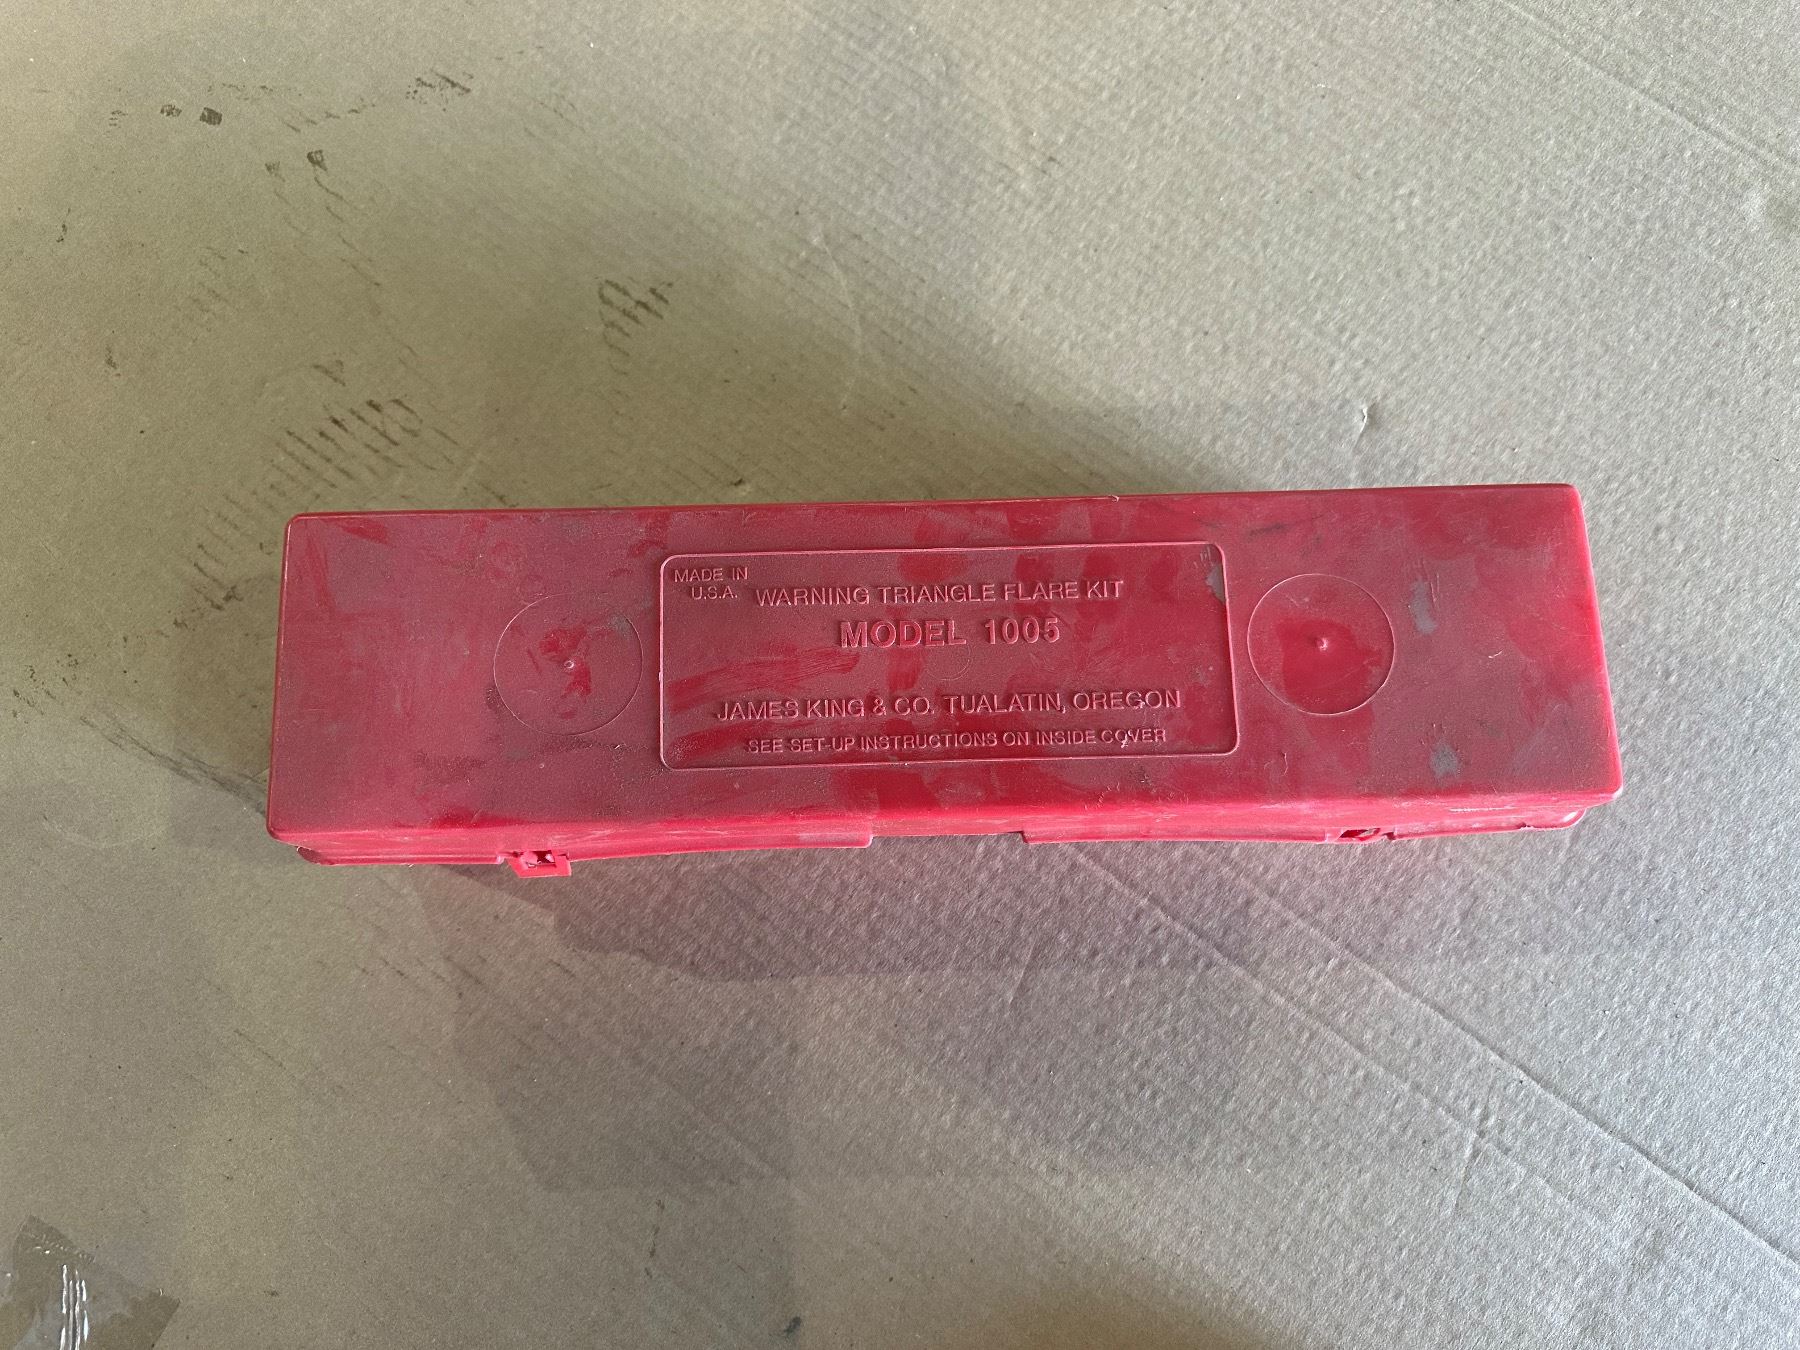 MADE IN
U.S.A.
WARNING TRIANGLE FLARE KIT
MODEL 1005
JAMES KING & CO. TUALATIN, OREGON
SEE SET-UP INSTRUCTIONS ON INSIDE COVER